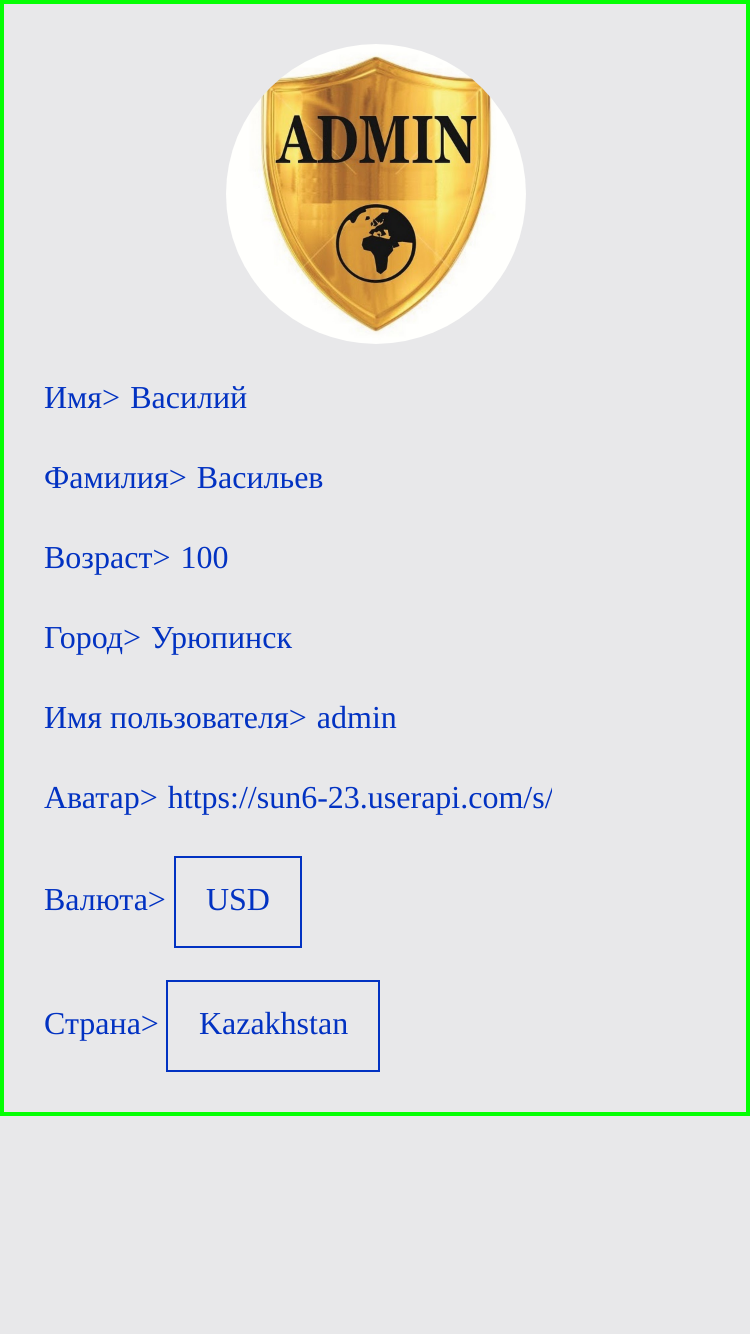 ADMIN
Имя> Василий
Фамилия> Васильев
Возраст> 100
Город> Урюпинск
Имя пользователя> admin
Аватар> https://sun6-23.userapi.com/s/
Валюта> USD
Страна> Kazakhstan